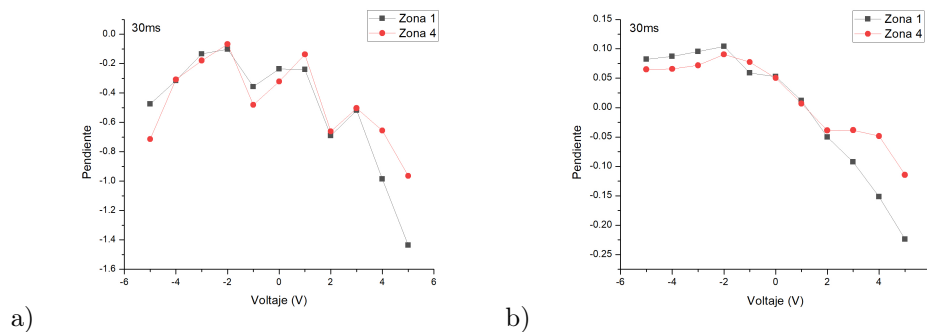 30ms
Zona 1
Zona 4
0.0
-0.2
-0.4
-0.6
-0.8
-1.0
-1.2
-1.4
-1.6
Pendiente
-6 -4 -2 0 2 4 6
Voltaje (V)
a)
30ms
Zona 1
Zona 4
0.15
0.10
0.05
0.00
-0.05
-0.10
-0.15
-0.20
-0.25
Pendiente
-6 -4 -2 0 2 4
Voltaje (V)
b)